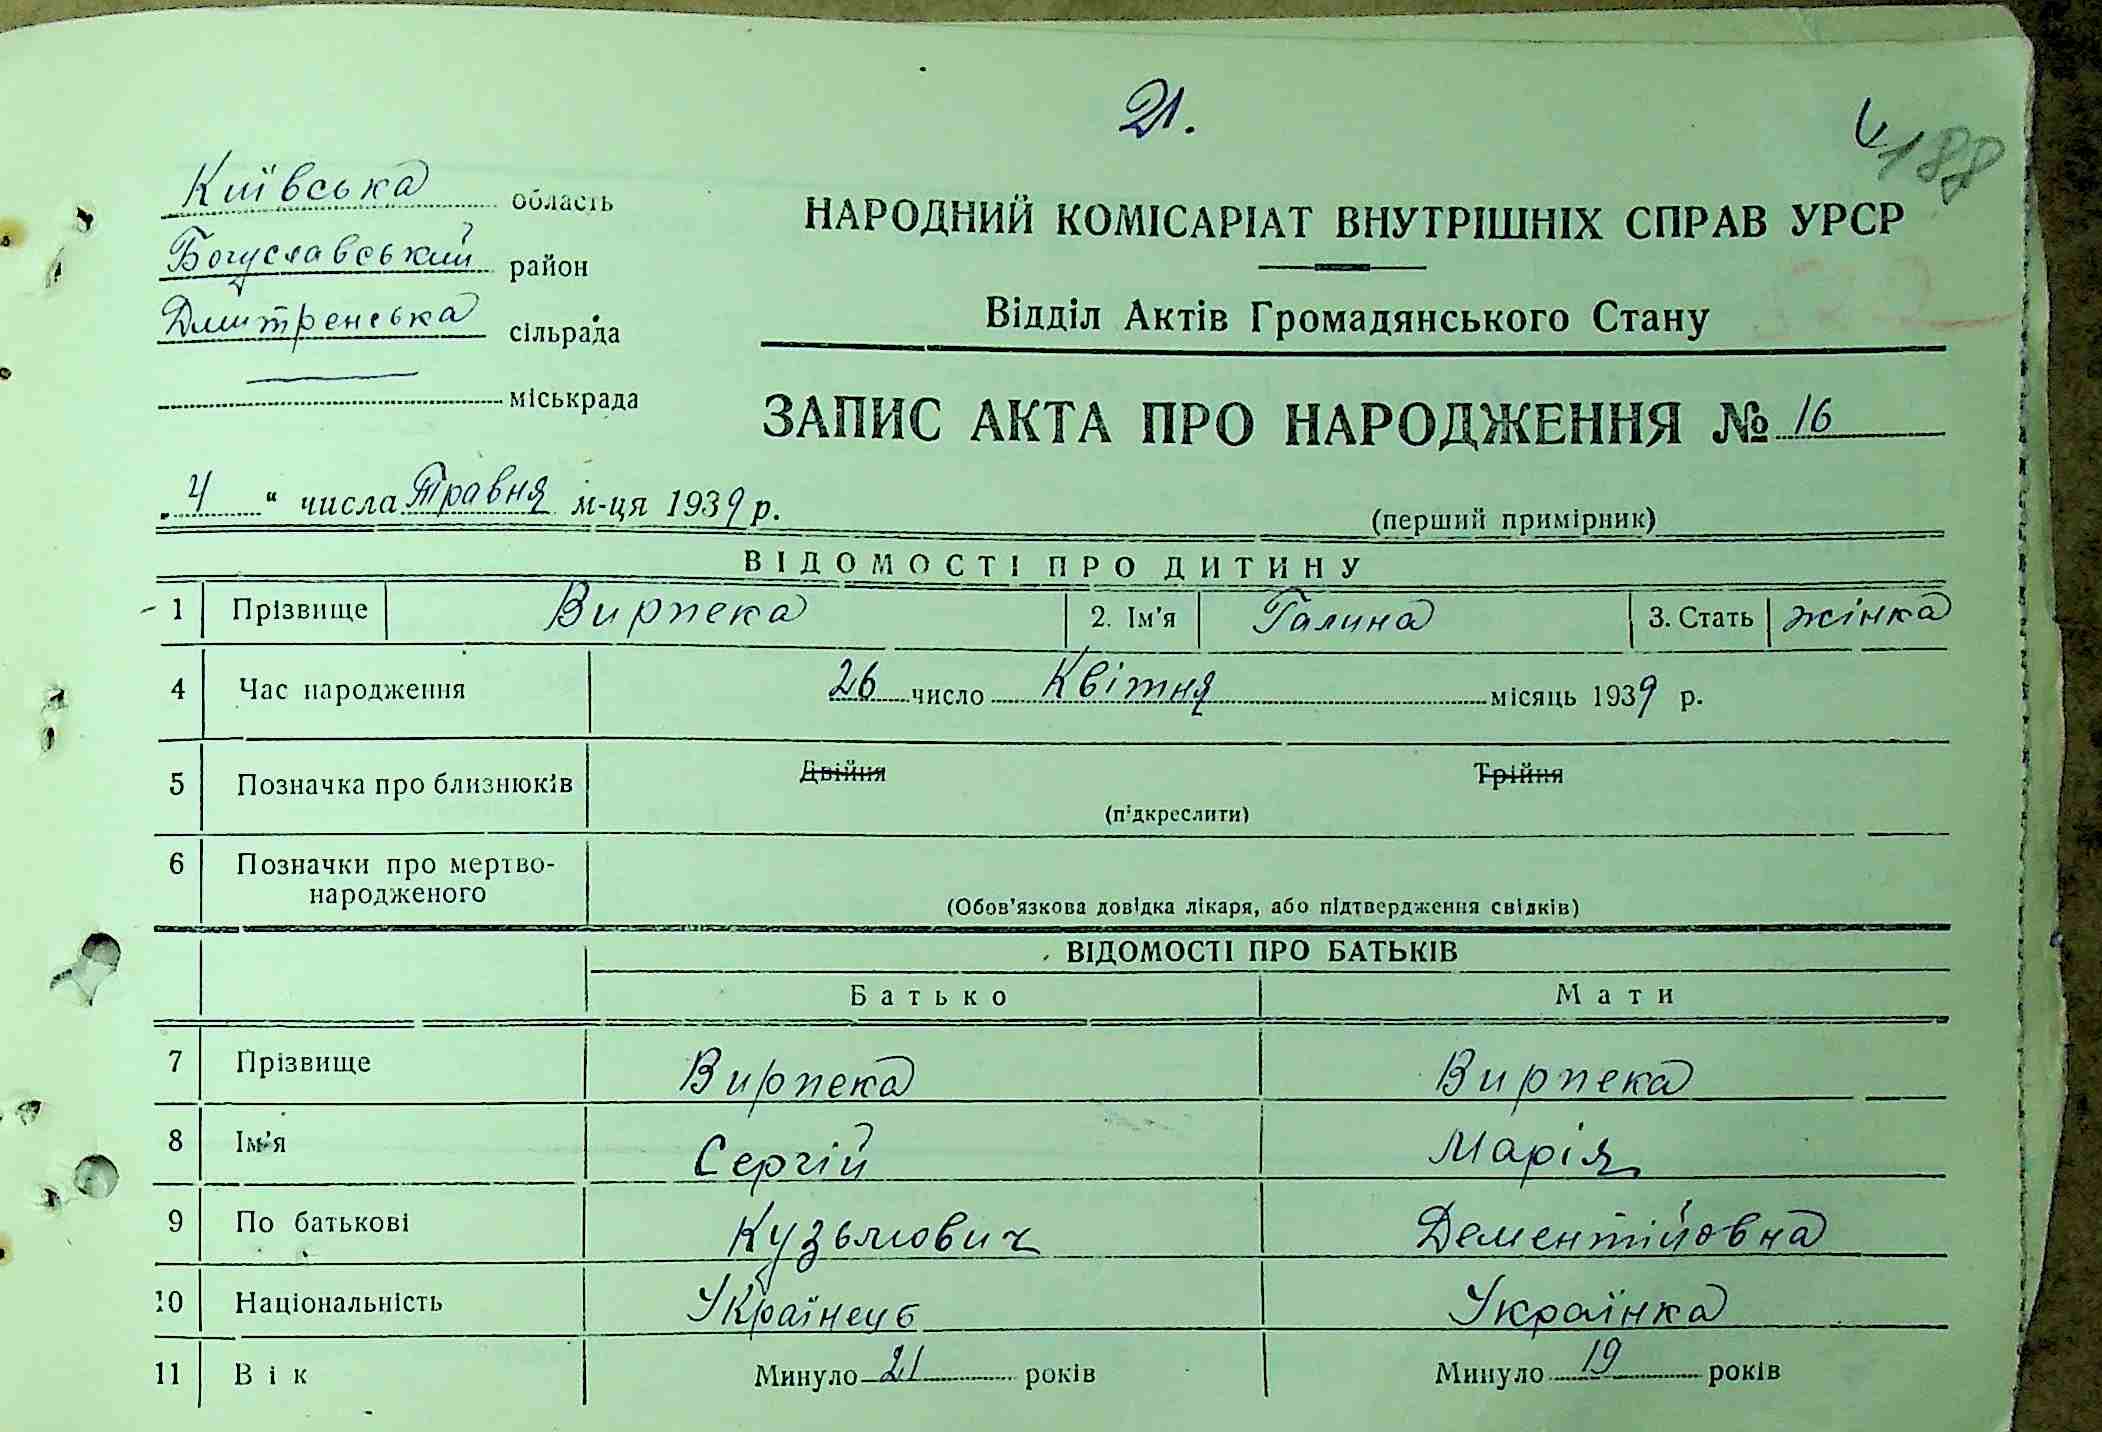 21.
188
Київська область
Богуславський район
Дмитренська сільрада
міськрада
НАРОДНИЙ КОМІСАРІАТ ВНУТРІШНІХ СПРАВ УРСР
Відділ Актів Громадянського Стану
ЗАПИС АКТА ПРО НАРОДЖЕННЯ № 16
„4“ числа Травня м-ця 1939 р.
(перший примірник)
ВІДОМОСТІ ПРО ДИТИНУ
1 Прізвище Вирпека 2. Ім'я Галина 3. Стать жінка
4 Час народження 26 число Квітня місяць 1939 р.
5 Позначка про близнюків Двійня Трійня
(підкреслити)
6 Позначки про мертво-
народженого
(Обов'язкова довідка лікаря, або підтвердження свідків)
ВІДОМОСТІ ПРО БАТЬКІВ
Батько Мати
7 Прізвище Вирпека Вирпека
8 Ім'я Сергій Марія
9 По батькові Кузьмович Дементійовна
10 Національність Українець Українка
11 Вік Минуло 21 років Минуло 19 років